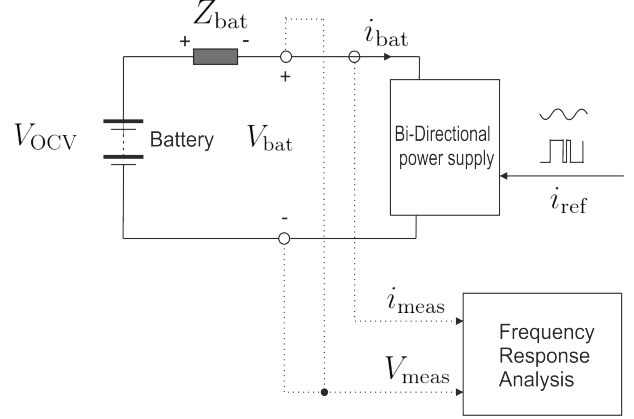 Z_bat
+ -
i_bat
+
V_OCV
Battery
V_bat
Bi-Directional
power supply
i_ref
-
i_meas
V_meas
Frequency
Response
Analysis